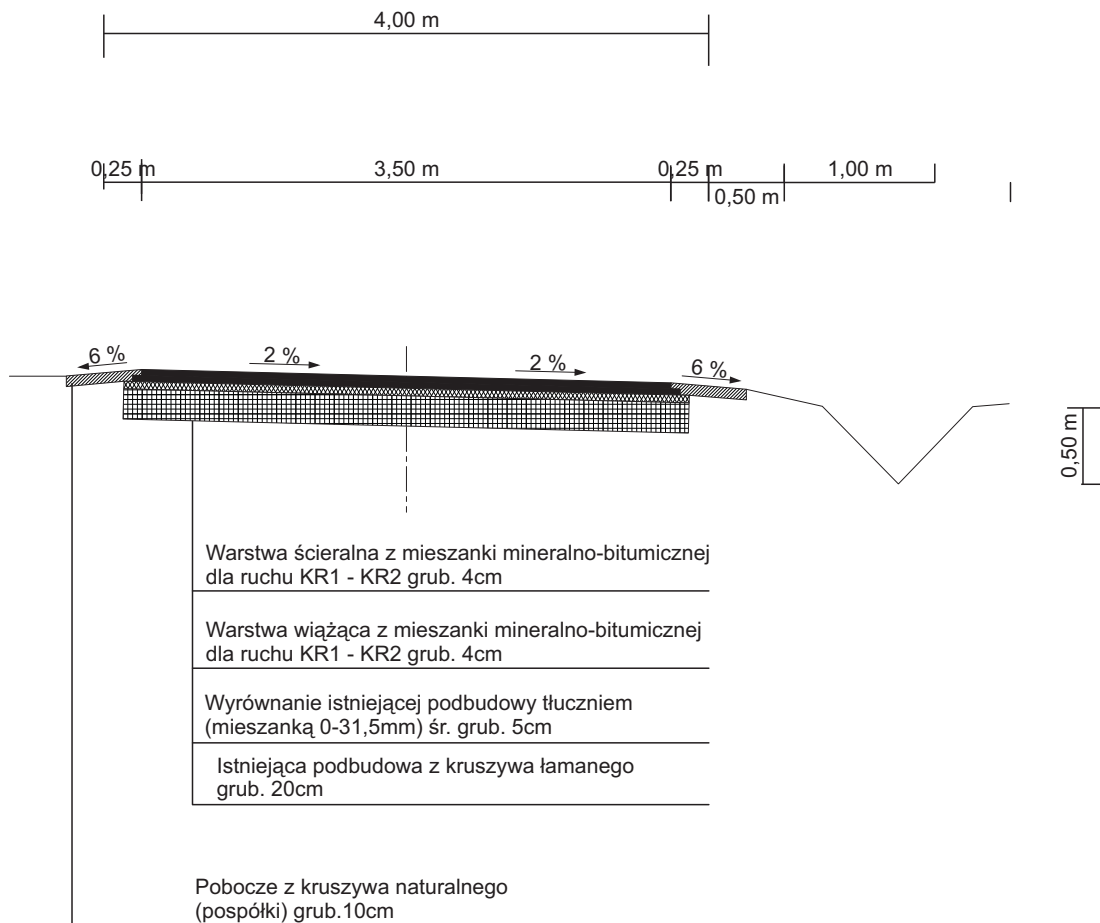 4,00 m
0,25 m
3,50 m
0,25 m
1,00 m
0,50 m
6 %
2 %
2 %
6 %
0,50 m
Warstwa ścieralna z mieszanki mineralno-bitumicznej
dla ruchu KR1 - KR2 grub. 4cm
Warstwa wiążąca z mieszanki mineralno-bitumicznej
dla ruchu KR1 - KR2 grub. 4cm
Wyrównanie istniejącej podbudowy tłuczniem
(mieszanką 0-31,5mm) śr. grub. 5cm
Istniejąca podbudowa z kruszywa łamanego
grub. 20cm
Pobocze z kruszywa naturalnego
(pospółki) grub.10cm